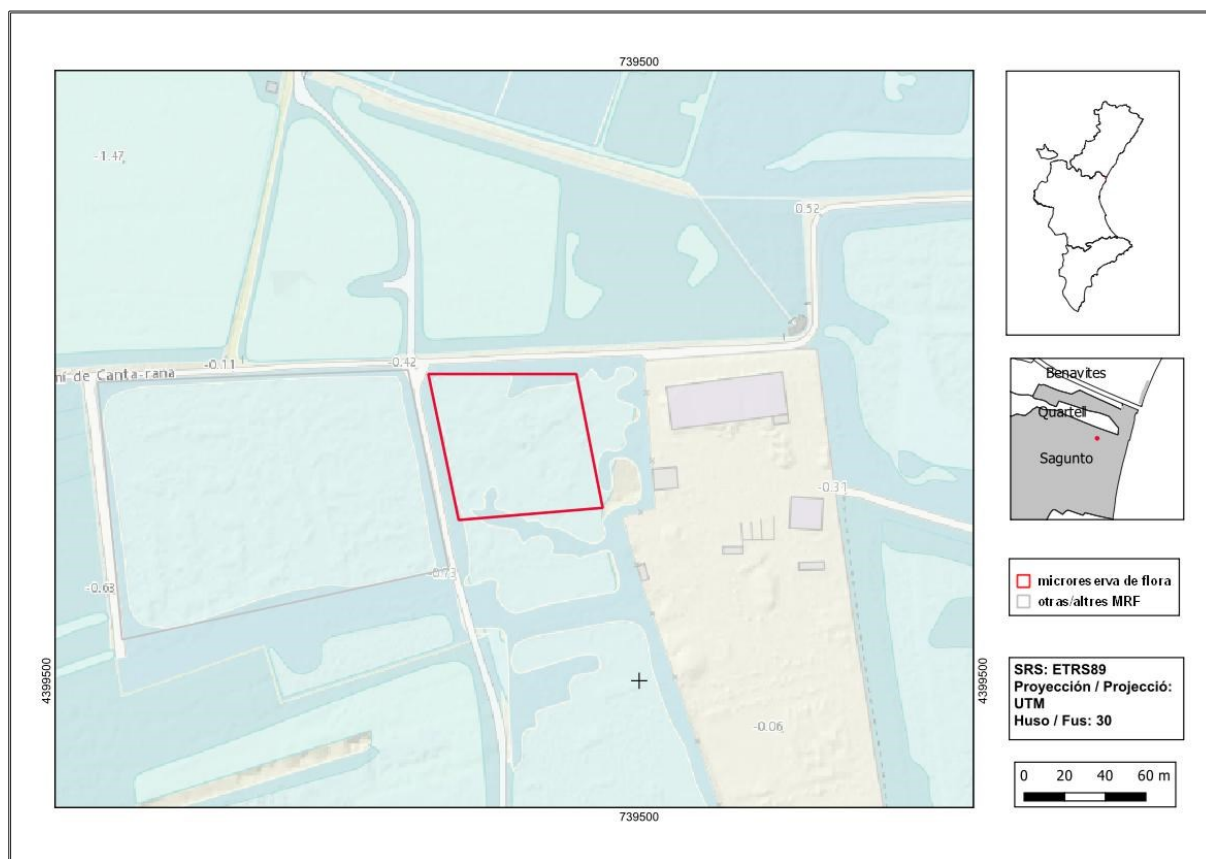 739500
-1.47
0.52
-0.11
-0.42
mí de Canta-rana
-0.31
-0.63
-0.73
-0.06
4399500
4399500
739500
Benavites
Quartell
Sagunto
microreserva de flora
otras/altres MRF
SRS: ETRS89
Proyección / Projecció:
UTM
Huso / Fus: 30
0 20 40 60 m